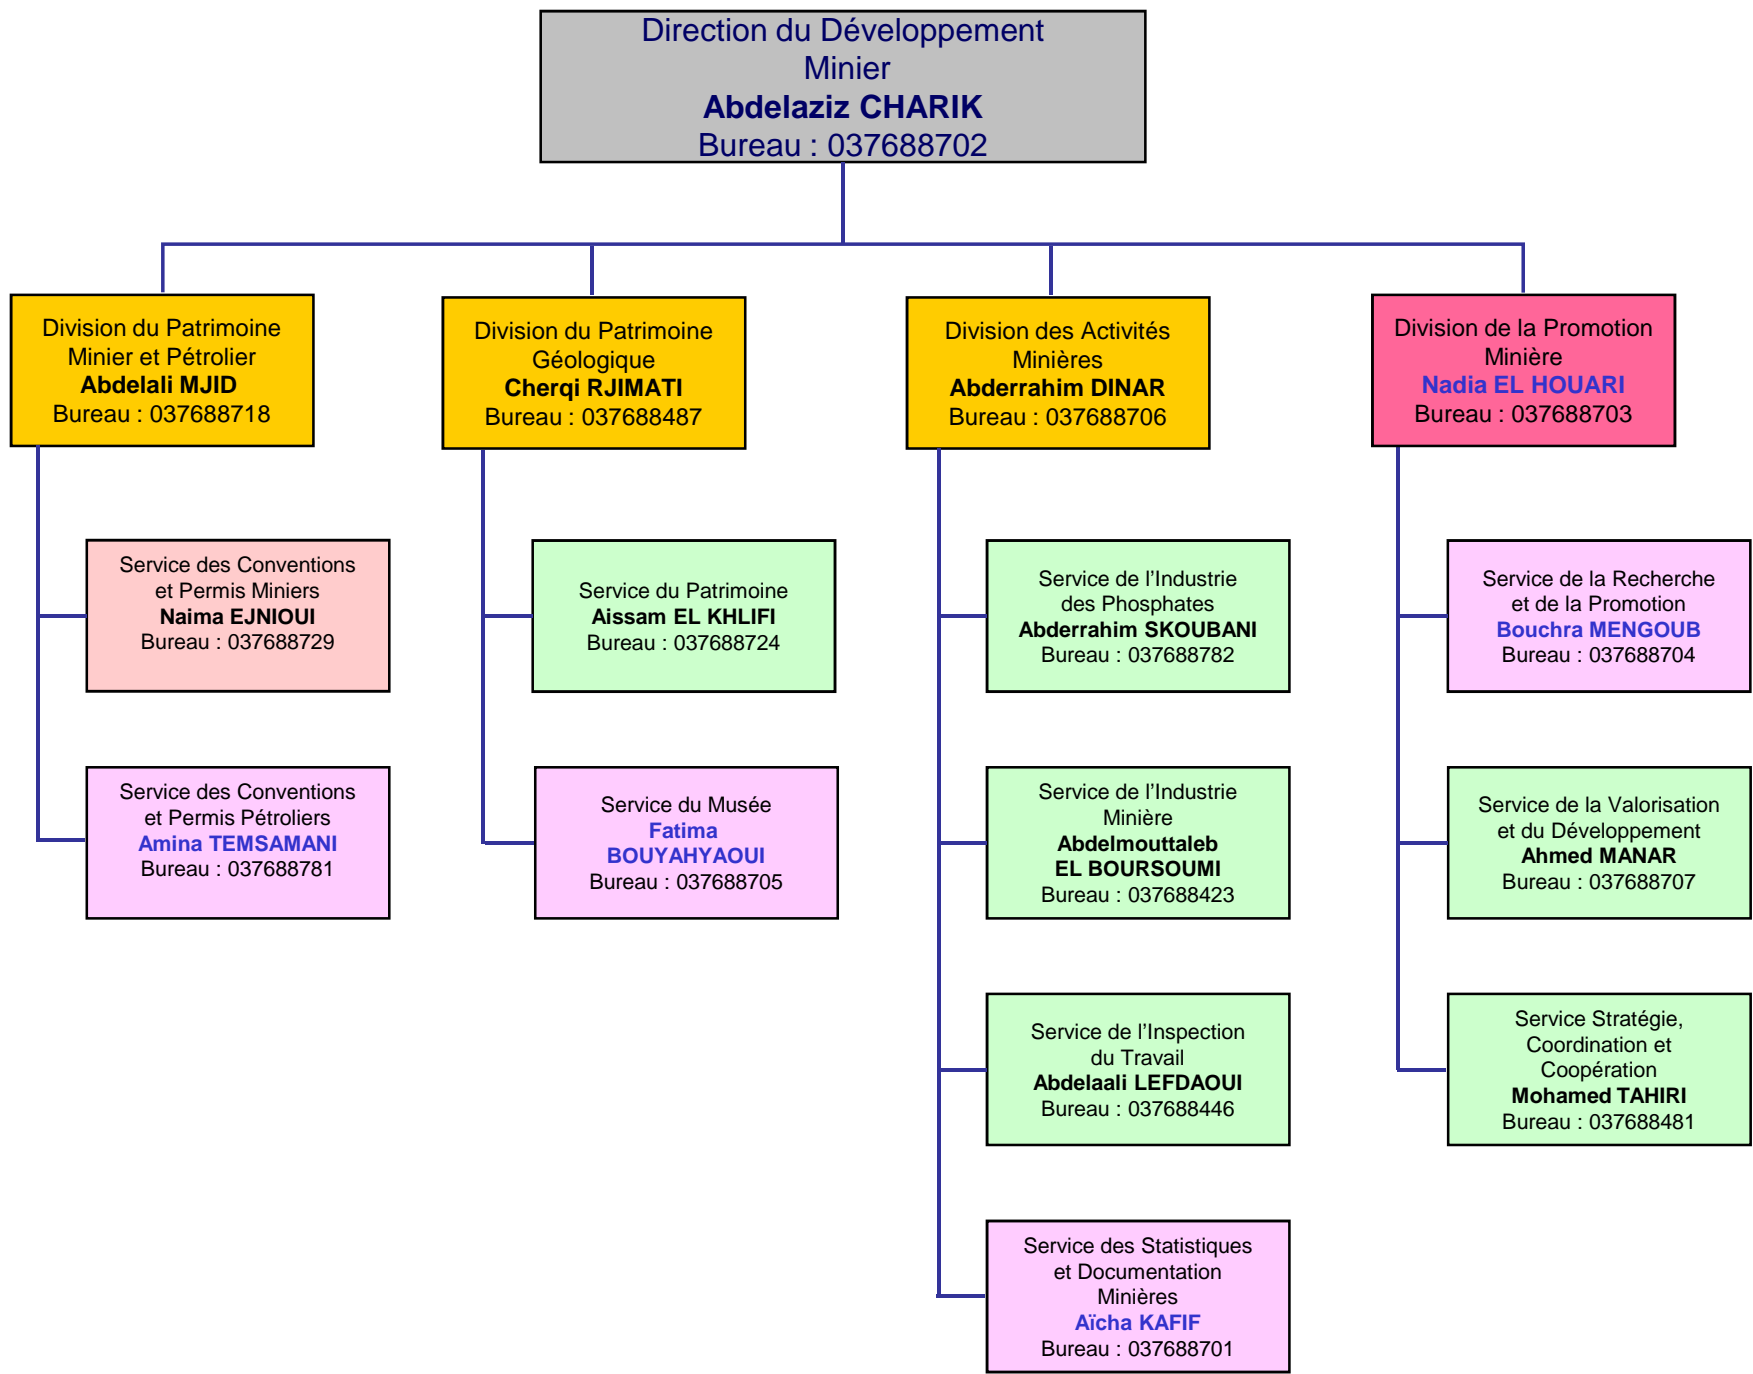 Direction du Développement
Minier
Abdelaziz CHARIK
Bureau : 037688702
Division du Patrimoine
Minier et Pétrolier
Abdelali MJID
Bureau : 037688718
Division du Patrimoine
Géologique
Cherqi RJIMATI
Bureau : 037688487
Division des Activités
Minières
Abderrahim DINAR
Bureau : 037688706
Division de la Promotion
Minière
Nadia EL HOUARI
Bureau : 037688703
Service des Conventions
et Permis Miniers
Naima EJNIOUI
Bureau : 037688729
Service du Patrimoine
Aissam EL KHLIFI
Bureau : 037688724
Service de l’Industrie
des Phosphates
Abderrahim SKOUBANI
Bureau : 037688782
Service de la Recherche
et de la Promotion
Bouchra MENGOUB
Bureau : 037688704
Service des Conventions
et Permis Pétroliers
Amina TEMSAMANI
Bureau : 037688781
Service du Musée
Fatima
BOUYAHYAOUI
Bureau : 037688705
Service de l’Industrie
Minière
Abdelmouttaleb
EL BOURSOUMI
Bureau : 037688423
Service de la Valorisation
et du Développement
Ahmed MANAR
Bureau : 037688707
Service de l’Inspection
du Travail
Abdelaali LEFDAOUI
Bureau : 037688446
Service Stratégie,
Coordination et
Coopération
Mohamed TAHIRI
Bureau : 037688481
Service des Statistiques
et Documentation
Minières
Aïcha KAFIF
Bureau : 037688701